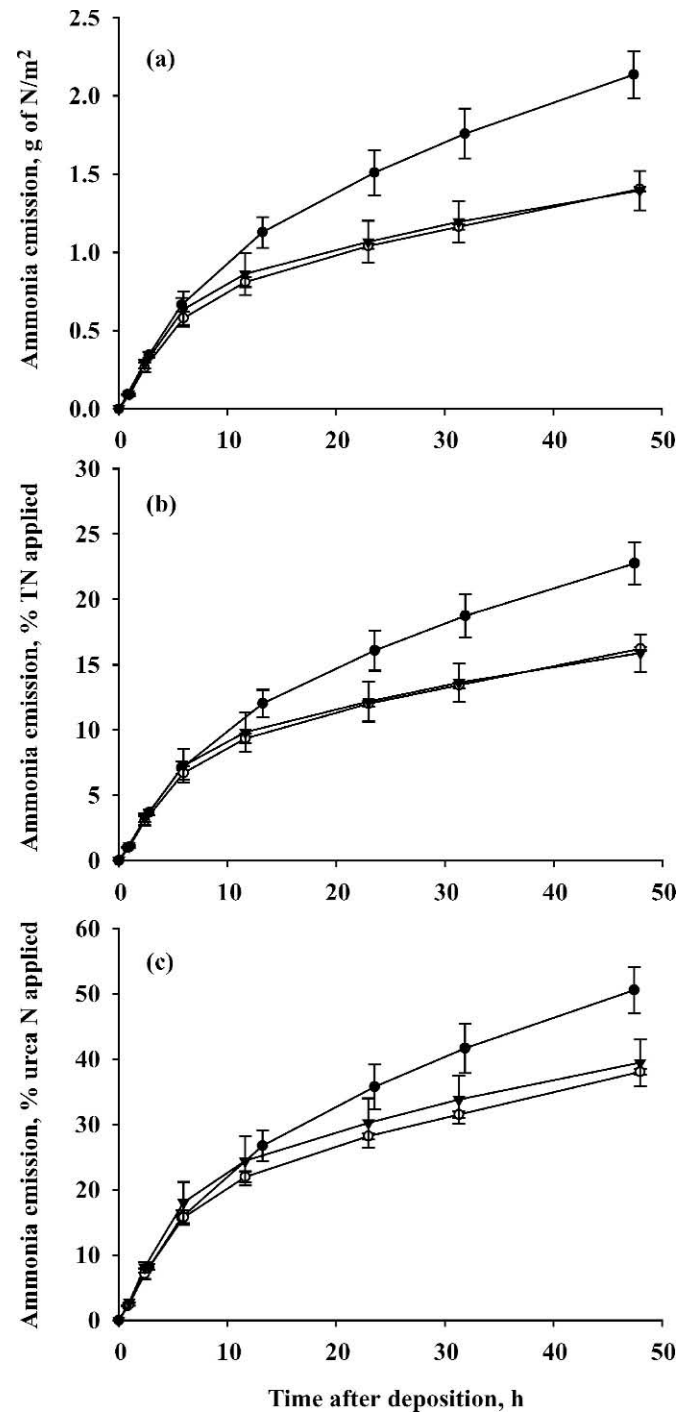 2.5
(a)
2.0
1.5
1.0
0.5
0.0
Ammonia emission, g of N/m²
0 10 20 30 40 50
30
(b)
25
20
15
10
5
0
Ammonia emission, % TN applied
0 10 20 30 40 50
60
(c)
50
40
30
20
10
0
Ammonia emission, % urea N applied
0 10 20 30 40 50
Time after deposition, h